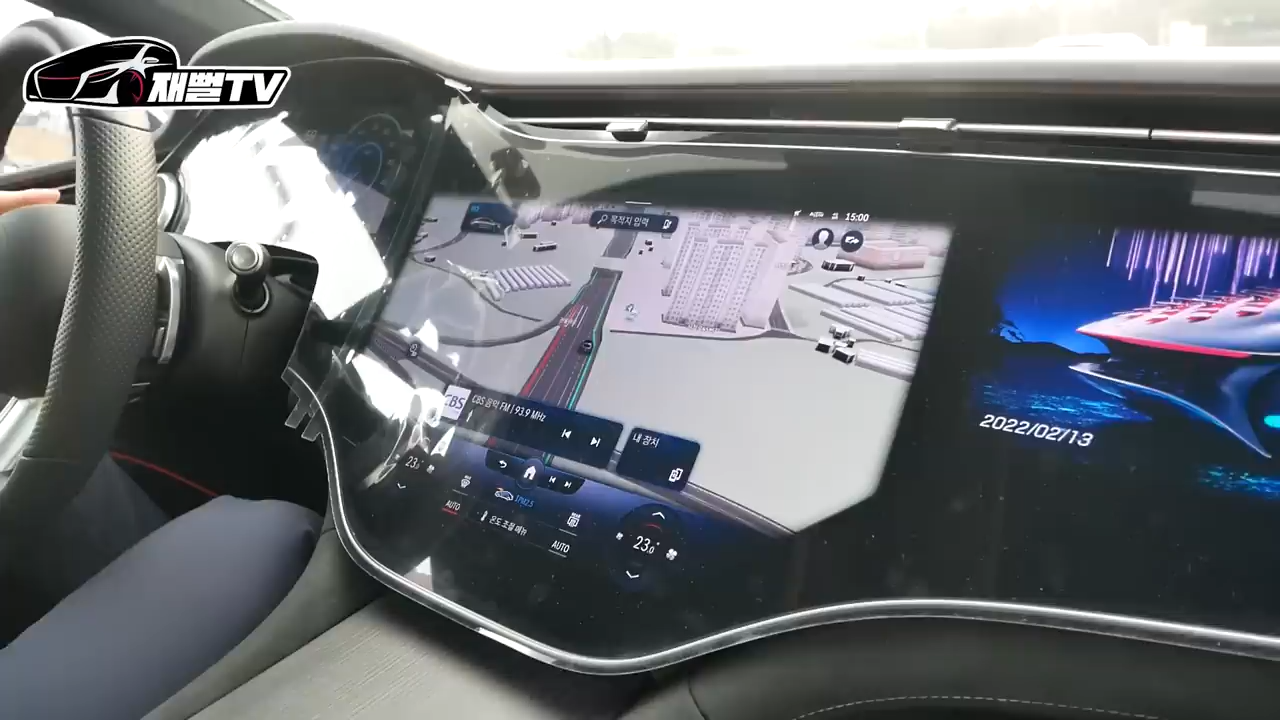 재뻘TV
목적지 입력
15:00
CBS
CBS 음악 FM | 93.9 MHz
내 장치
23.0
AUTO
온도 조절 메뉴
AUTO
23.0
2022/02/13